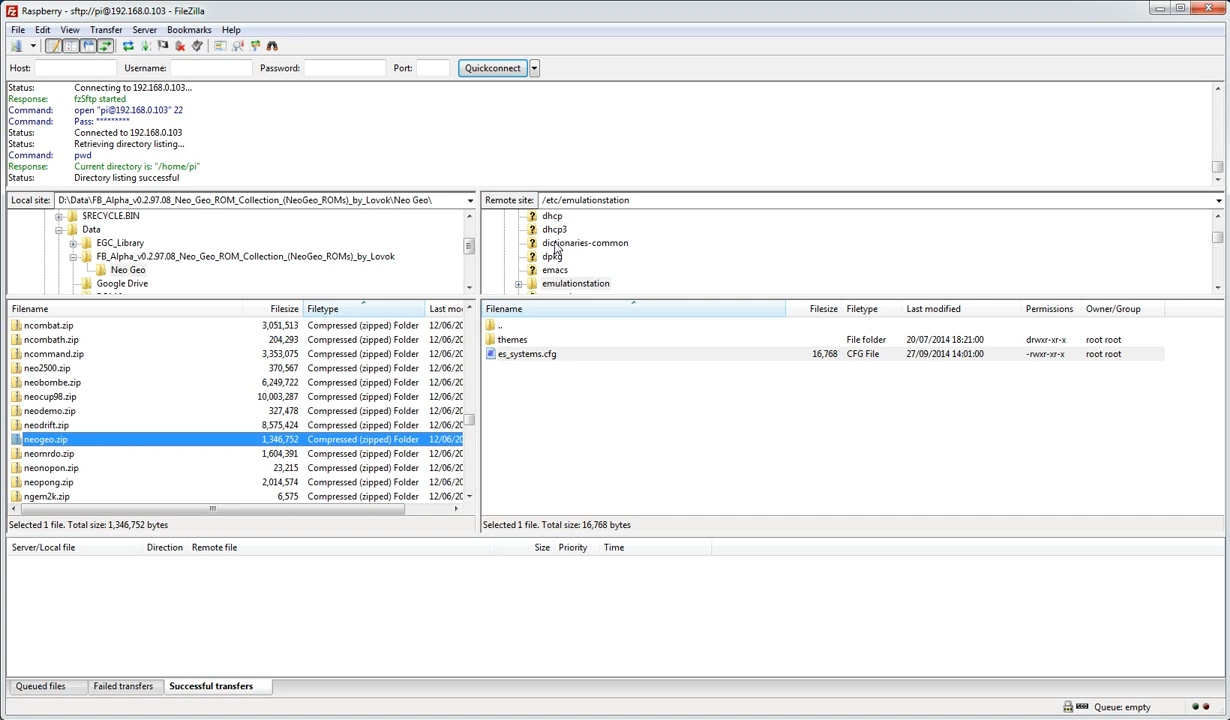 Raspberry - sftp://pi@192.168.0.103 - FileZilla
File Edit View Transfer Server Bookmarks Help
Host: Username: Password: Port: Quickconnect
Status: Connecting to 192.168.0.103...
Response: fzSftp started
Command: open "pi@192.168.0.103" 22
Command: Pass: *********
Status: Connected to 192.168.0.103
Status: Retrieving directory listing...
Command: pwd
Response: Current directory is: "/home/pi"
Status: Directory listing successful
Local site: D:\Data\FB_Alpha_v0.2.97.08_Neo_Geo_ROM_Collection_(NeoGeo_ROMs)_by_Lovok\Neo Geo\
$RECYCLE.BIN
Data
EGC_Library
FB_Alpha_v0.2.97.08_Neo_Geo_ROM_Collection_(NeoGeo_ROMs)_by_Lovok
Neo Geo
Google Drive
Remote site: /etc/emulationstation
dhcp
dhcp3
dictionaries-common
dpkg
emacs
emulationstation
Filename Filesize Filetype Last mo
ncombat.zip 3,051,513 Compressed (zipped) Folder 12/06/20
ncombath.zip 204,293 Compressed (zipped) Folder 12/06/20
ncommand.zip 3,353,075 Compressed (zipped) Folder 12/06/20
neo2500.zip 370,567 Compressed (zipped) Folder 12/06/20
neobombe.zip 6,249,722 Compressed (zipped) Folder 12/06/20
neocup98.zip 10,003,287 Compressed (zipped) Folder 12/06/20
neodemo.zip 327,478 Compressed (zipped) Folder 12/06/20
neodrift.zip 8,575,424 Compressed (zipped) Folder 12/06/20
neogeo.zip 1,346,752 Compressed (zipped) Folder 12/06/20
neomrdo.zip 1,604,391 Compressed (zipped) Folder 12/06/20
neonopon.zip 23,215 Compressed (zipped) Folder 12/06/20
neopong.zip 2,014,574 Compressed (zipped) Folder 12/06/20
ngem2k.zip 6,575 Compressed (zipped) Folder 12/06/20
Selected 1 file. Total size: 1,346,752 bytes
Filename Filesize Filetype Last modified Permissions Owner/Group
..
themes File folder 20/07/2014 18:21:00 drwxr-xr-x root root
es_systems.cfg 16,768 CFG File 27/09/2014 14:01:00 -rwxr-xr-x root root
Selected 1 file. Total size: 16,768 bytes
Server/Local file Direction Remote file Size Priority Time
Queued files Failed transfers Successful transfers
Queue: empty